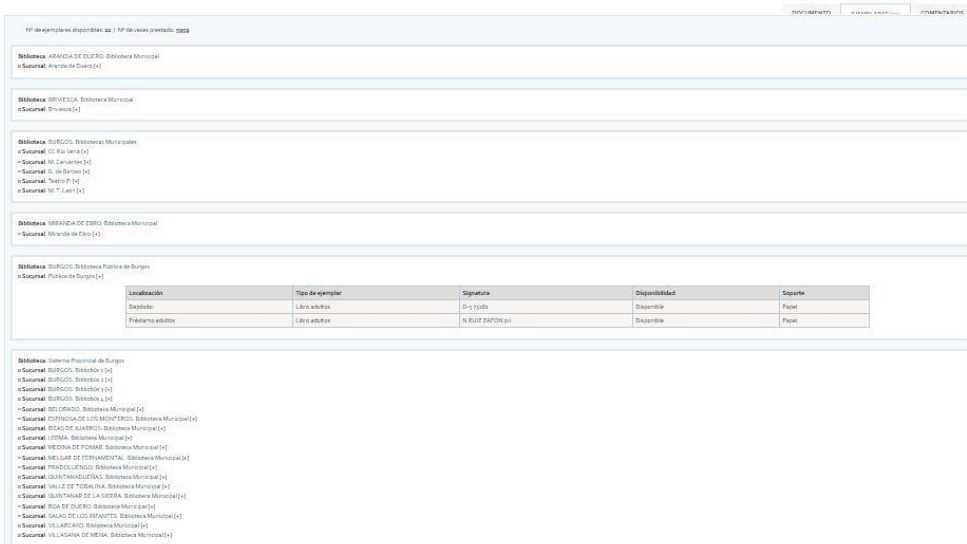 DOCUMENTO COMENTARIOS
Nº de ejemplares disponibles: 22 / Nº de veces prestado: 5959
Biblioteca: ARANDA DE DUERO. Biblioteca Municipal
Sucursal: Aranda de Duero [+]
Biblioteca: BRIVIESCA. Biblioteca Municipal
Sucursal: Briviesca [+]
Biblioteca: BURGOS. Bibliotecas Municipales
Sucursal: CC Río Vena [+]
Sucursal: M. Cervantes [+]
Sucursal: G. de Berceo [+]
Sucursal: Teatro P. [+]
Sucursal: M. T. León [+]
Biblioteca: MIRANDA DE EBRO. Biblioteca Municipal
Sucursal: Miranda de Ebro [+]
Biblioteca: BURGOS. Biblioteca Pública de Burgos
Sucursal: Pública de Burgos [+]
Localización Tipo de ejemplar Signatura Disponibilidad Soporte
Depósito Libro adultos Disponible Papel
Préstamo adultos Libro adultos N RUIZ ZAFÓN Disponible Papel
Biblioteca: Sistema Provincial de Burgos
Sucursal: BURGOS. Bibliobús 1 [+]
Sucursal: BURGOS. Bibliobús 2 [+]
Sucursal: BURGOS. Bibliobús 3 [+]
Sucursal: BURGOS. Bibliobús 4 [+]
Sucursal: BELORADO. Biblioteca Municipal [+]
Sucursal: ESPINOSA DE LOS MONTEROS. Biblioteca Municipal [+]
Sucursal: IBEAS DE JUARROS. Biblioteca Municipal [+]
Sucursal: LERMA. Biblioteca Municipal [+]
Sucursal: MEDINA DE POMAR. Biblioteca Municipal [+]
Sucursal: MELGAR DE FERNAMENTAL. Biblioteca Municipal [+]
Sucursal: PRADOLUENGO. Biblioteca Municipal [+]
Sucursal: QUINTANADUEÑAS. Biblioteca Municipal [+]
Sucursal: VALLE DE TOBALINA. Biblioteca Municipal [+]
Sucursal: QUINTANAR DE LA SIERRA. Biblioteca Municipal [+]
Sucursal: ROA DE DUERO. Biblioteca Municipal [+]
Sucursal: SALAS DE LOS INFANTES. Biblioteca Municipal [+]
Sucursal: VILLARCAYO. Biblioteca Municipal [+]
Sucursal: VILLASANA DE MENA. Biblioteca Municipal [+]